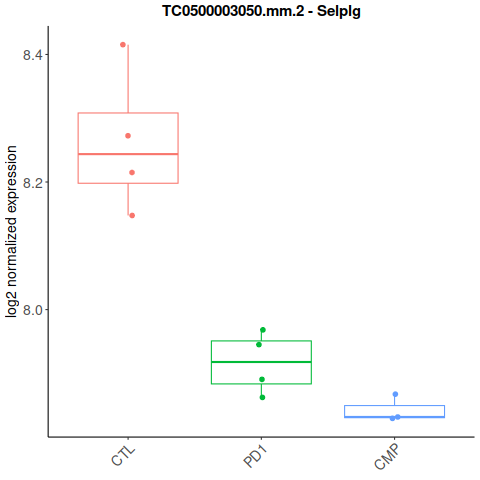 TC0500003050.mm.2 - Selplg
log2 normalized expression
8.4
8.2
8.0
CTL
PD1
CMP